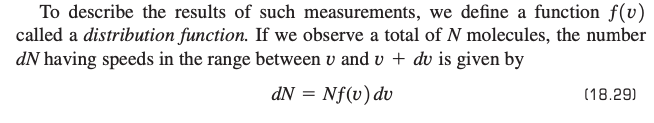 To describe the results of such measurements, we define a function f(v)
called a distribution function. If we observe a total of N molecules, the number
dN having speeds in the range between v and v + dv is given by
dN = Nf(v) dv (18.29)